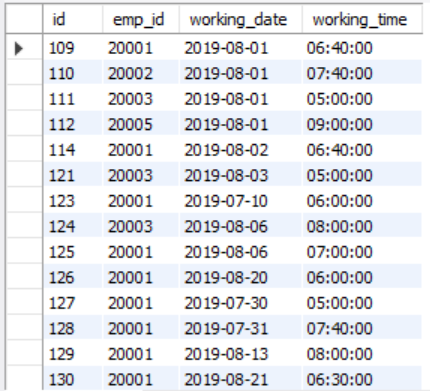 id emp_id working_date working_time
109 20001 2019-08-01 06:40:00
110 20002 2019-08-01 07:40:00
111 20003 2019-08-01 05:00:00
112 20005 2019-08-01 09:00:00
114 20001 2019-08-02 06:40:00
121 20003 2019-08-03 05:00:00
123 20001 2019-07-10 06:00:00
124 20003 2019-08-06 08:00:00
125 20001 2019-08-06 07:00:00
126 20001 2019-08-20 06:00:00
127 20001 2019-07-30 05:00:00
128 20001 2019-07-31 07:40:00
129 20001 2019-08-13 08:00:00
130 20001 2019-08-21 06:30:00